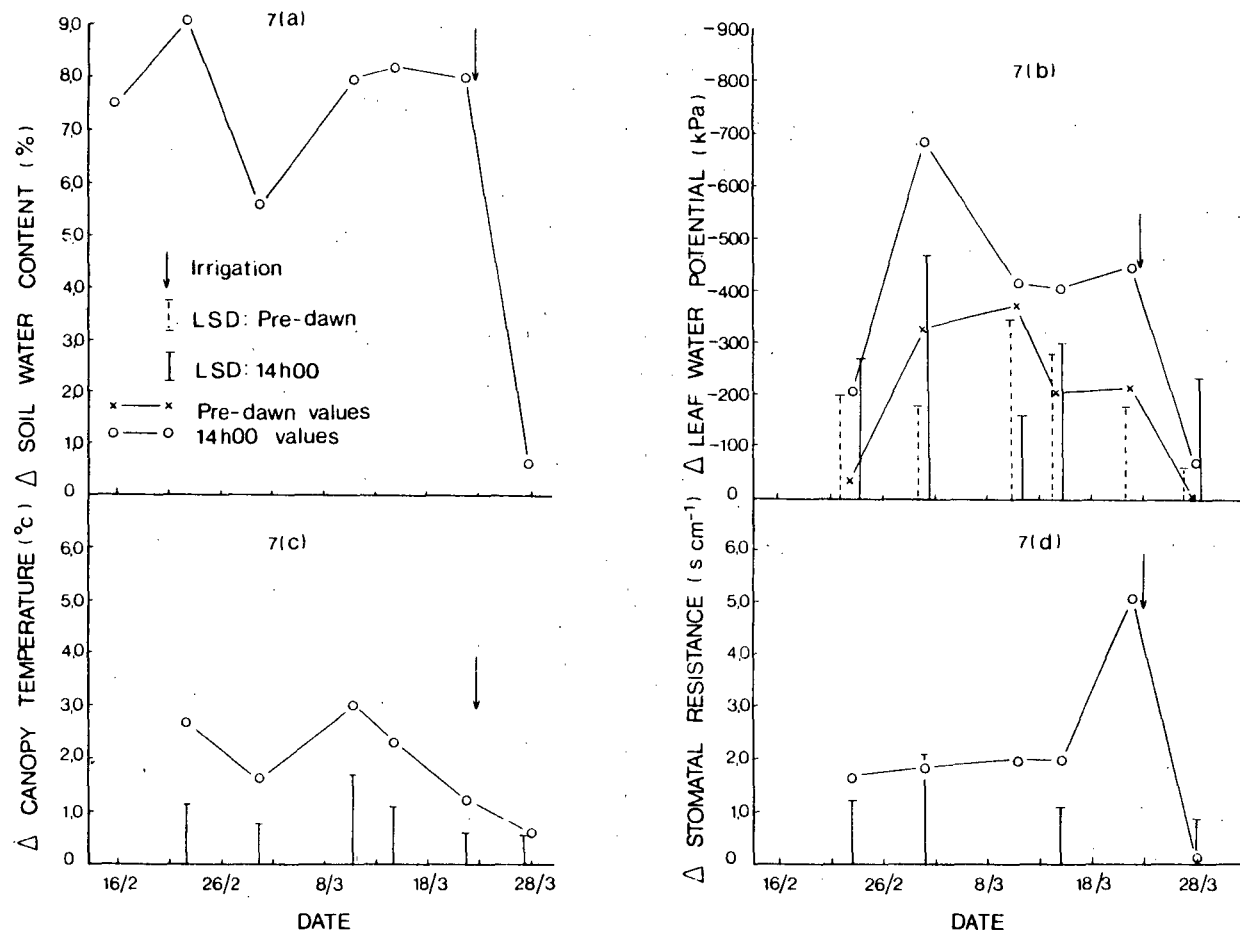 7(a)
Δ SOIL WATER CONTENT (%)
9,0
8,0
7,0
6,0
5,0
4,0
3,0
2,0
1,0
0
Irrigation
LSD: Pre-dawn
LSD: 14h00
Pre-dawn values
14h00 values
7(b)
Δ LEAF WATER POTENTIAL (kPa)
-900
-800
-700
-600
-500
-400
-300
-200
-100
0
7(c)
Δ CANOPY TEMPERATURE (°c)
6,0
5,0
4,0
3,0
2,0
1,0
0
16/2 26/2 8/3 18/3 28/3
DATE
7(d)
Δ STOMATAL RESISTANCE (s cm⁻¹)
6,0
5,0
4,0
3,0
2,0
1,0
0
16/2 26/2 8/3 18/3 28/3
DATE